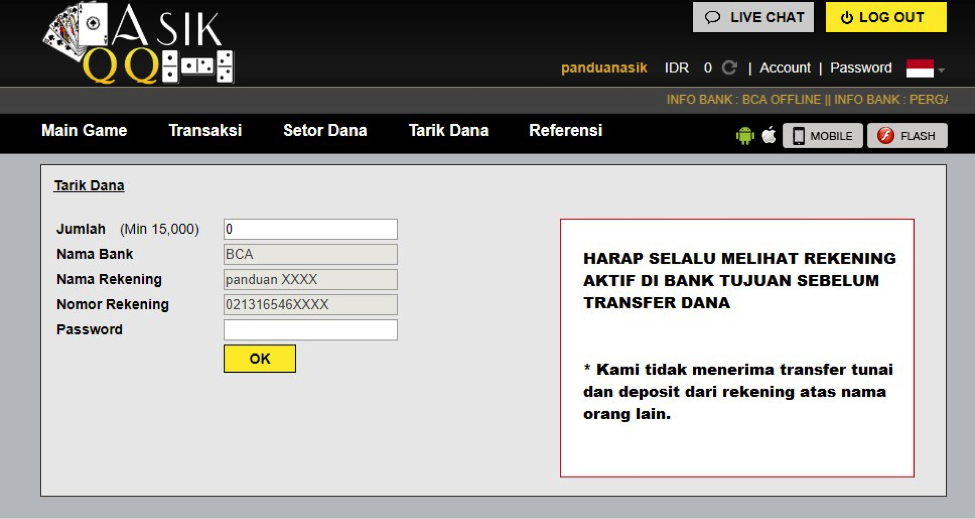 ASIK
QQ
LIVE CHAT
LOG OUT
panduanasik IDR 0 | Account | Password
INFO BANK : BCA OFFLINE || INFO BANK : PERGA
Main Game Transaksi Setor Dana Tarik Dana Referensi
MOBILE
FLASH
Tarik Dana
Jumlah (Min 15,000) 0
Nama Bank BCA
Nama Rekening panduan XXXX
Nomor Rekening 021316546XXXX
Password
OK
HARAP SELALU MELIHAT REKENING
AKTIF DI BANK TUJUAN SEBELUM
TRANSFER DANA
* Kami tidak menerima transfer tunai
dan deposit dari rekening atas nama
orang lain.